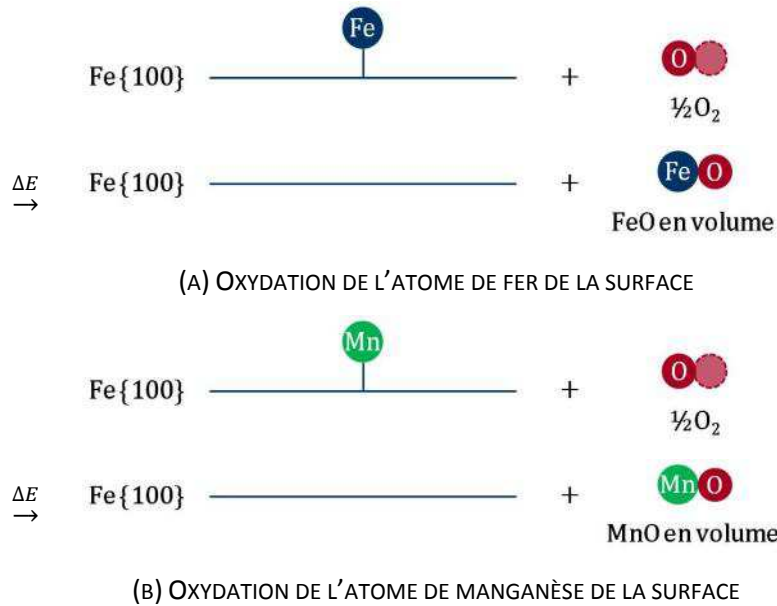 Fe
Fe{100} + O
½O₂
ΔE
→ Fe{100} + Fe O
FeO en volume
(A) OXYDATION DE L'ATOME DE FER DE LA SURFACE
Mn
Fe{100} + O
½O₂
ΔE
→ Fe{100} + Mn O
MnO en volume
(B) OXYDATION DE L'ATOME DE MANGANÈSE DE LA SURFACE